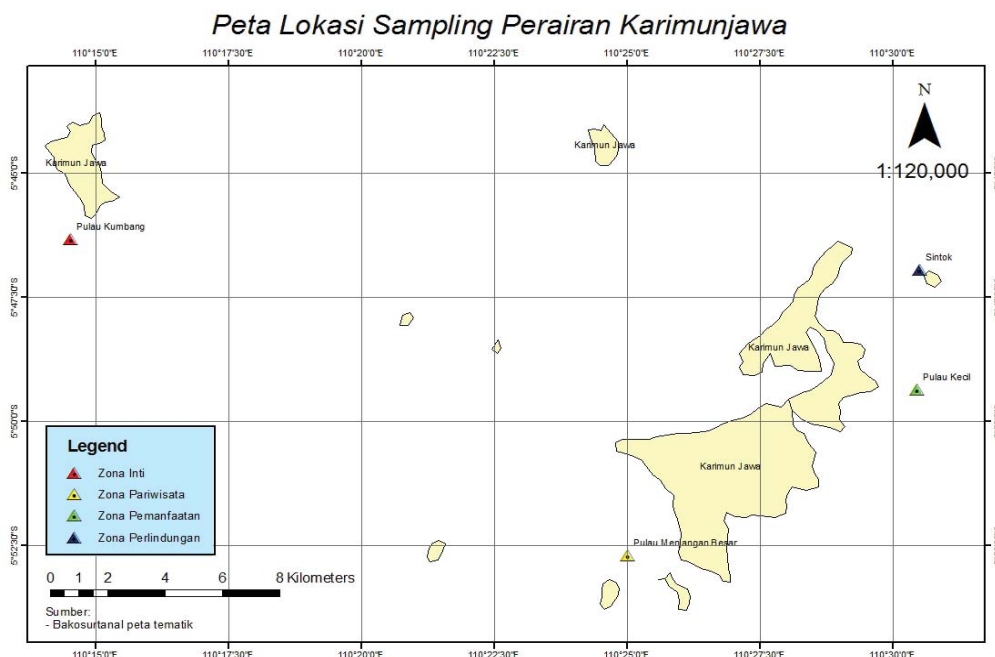 Peta Lokasi Sampling Perairan Karimunjawa
110°15'0"E 110°17'30"E 110°20'0"E 110°22'30"E 110°25'0"E 110°27'30"E 110°30'0"E
N
1:120,000
Karimun Jawa
Karimun Jawa
5°45'0"S
Pulau Kumbang
Sintok
5°47'30"S
Karimun Jawa
Pulau Kecil
5°50'0"S
Karimun Jawa
Legend
Zona Inti
Zona Pariwisata
Zona Pemanfaatan
Zona Perlindungan
5°52'30"S
Pulau Menjangan Besar
0 1 2 4 6 8 Kilometers
Sumber:
- Bakosurtanal peta tematik
110°15'0"E 110°17'30"E 110°20'0"E 110°22'30"E 110°25'0"E 110°27'30"E 110°30'0"E